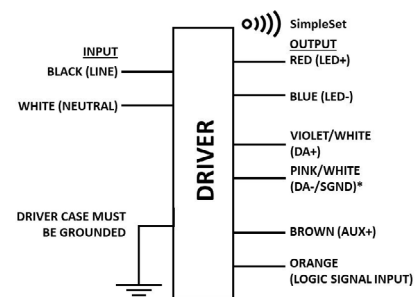 SimpleSet
INPUT
OUTPUT
BLACK (LINE)
RED (LED+)
WHITE (NEUTRAL)
BLUE (LED-)
DRIVER
VIOLET/WHITE
(DA+)
PINK/WHITE
(DA-/SGND)*
DRIVER CASE MUST
BE GROUNDED
BROWN (AUX+)
ORANGE
(LOGIC SIGNAL INPUT)